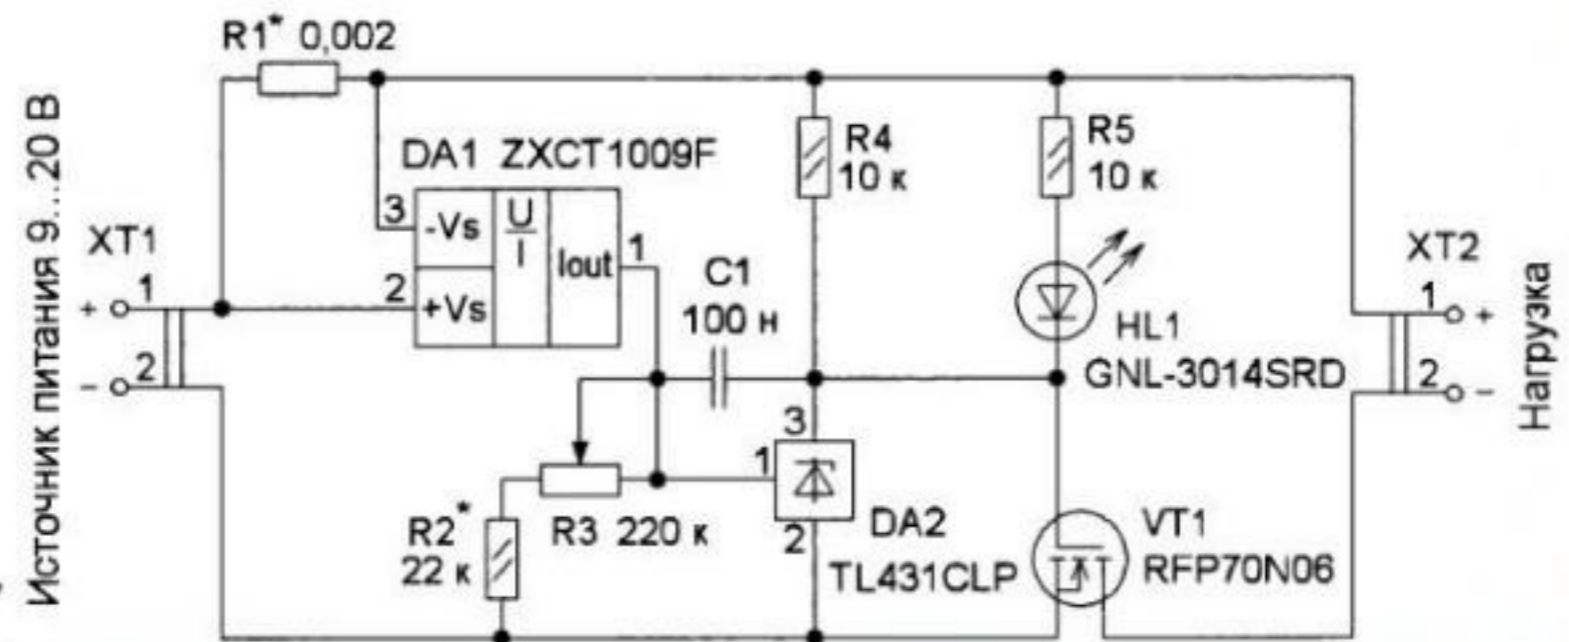 R1* 0,002
Источник питания 9...20 В
DA1 ZXCT1009F
R4
10 к
R5
10 к
3
-Vs
U
I
Iout
1
2
+Vs
XT1
+ 1
- 2
C1
100 н
HL1
GNL-3014SRD
XT2
1 +
2 -
Нагрузка
R2*
22 к
R3 220 к
3
1
2
DA2
TL431CLP
VT1
RFP70N06